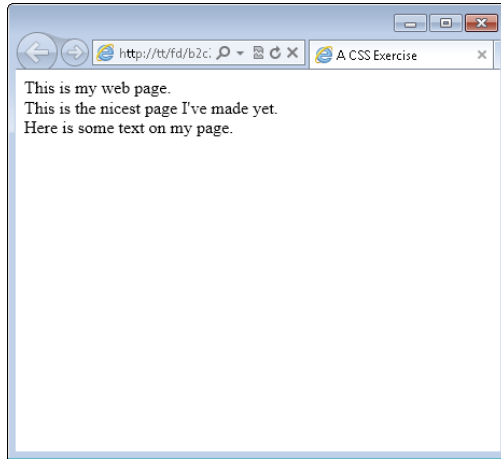 http://tt/fd/b2c
A CSS Exercise
This is my web page.
This is the nicest page I've made yet.
Here is some text on my page.